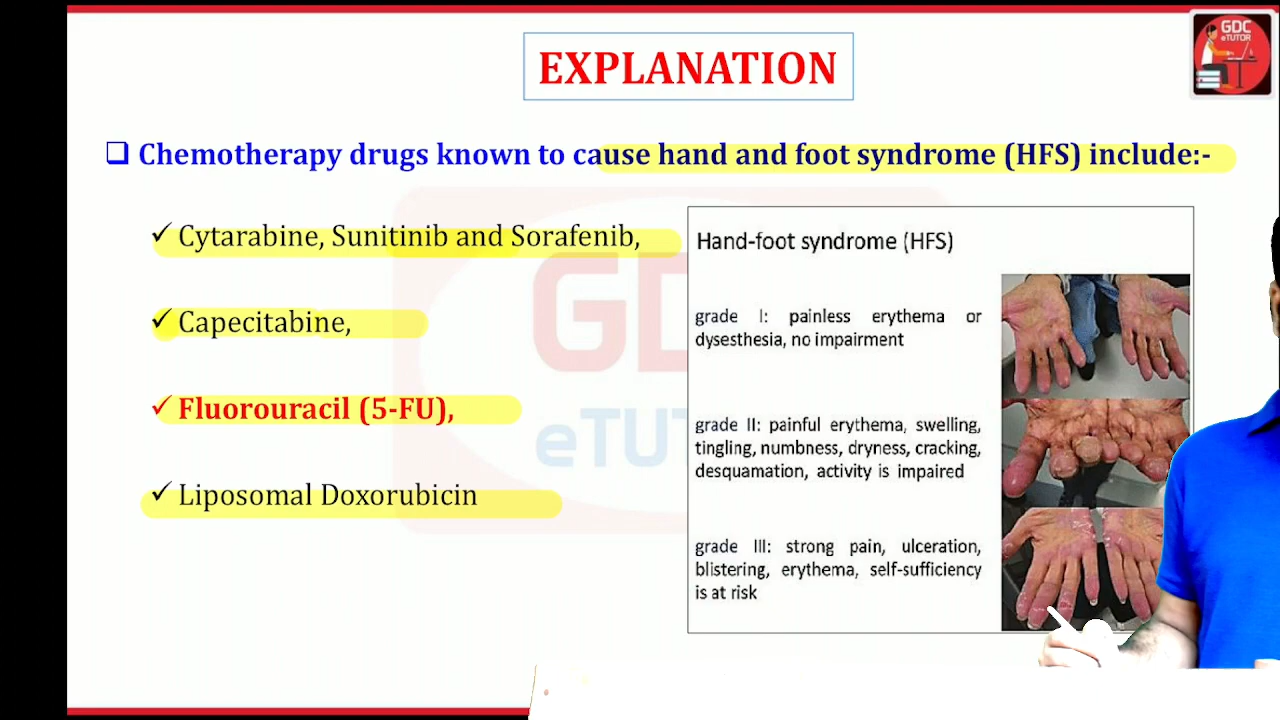 GDC
eTUTOR
EXPLANATION
❑ Chemotherapy drugs known to cause hand and foot syndrome (HFS) include:-
✓ Cytarabine, Sunitinib and Sorafenib,
✓ Capecitabine,
✓ Fluorouracil (5-FU),
✓ Liposomal Doxorubicin
GD
eTUT
Hand-foot syndrome (HFS)
grade I: painless erythema or
dysesthesia, no impairment
grade II: painful erythema, swelling,
tingling, numbness, dryness, cracking,
desquamation, activity is impaired
grade III: strong pain, ulceration,
blistering, erythema, self-sufficiency
is at risk